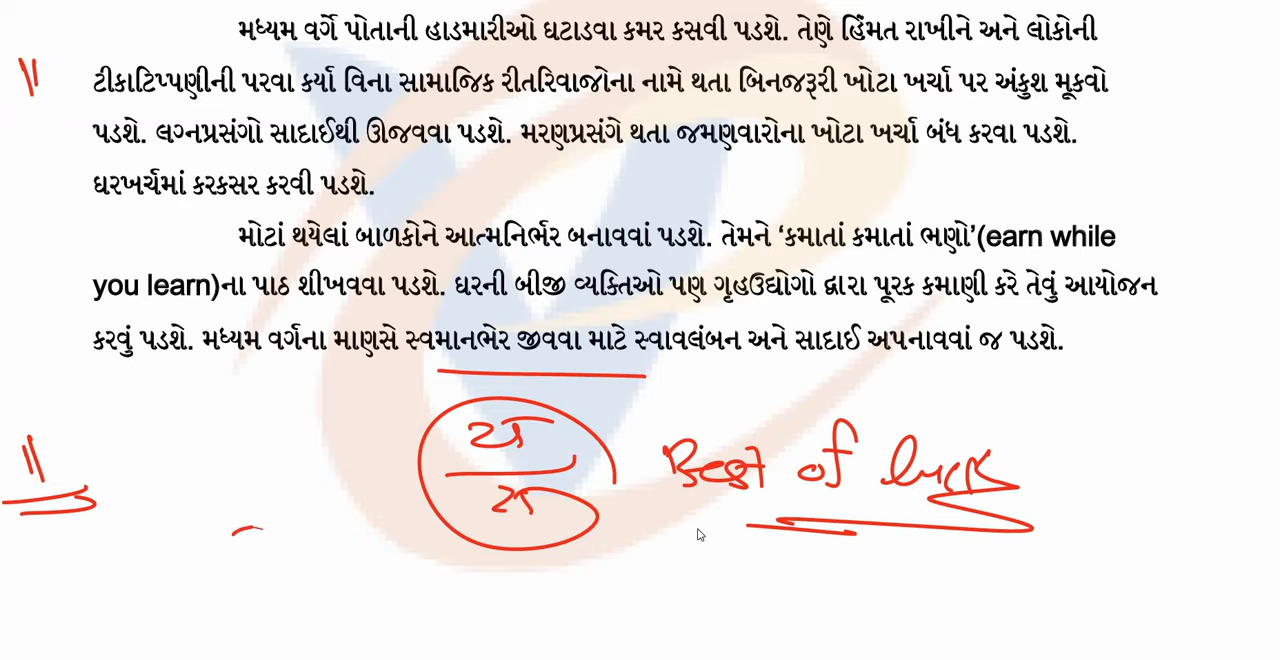 મધ્યમ વર્ગે પોતાની હાડમારીઓ ઘટાડવા કમર કસવી પડશે. તેણે હિંમત રાખીને અને લોકોની
ટીકાટિપ્પણીની પરવા કર્યા વિના સામાજિક રીતરિવાજોના નામે થતા બિનજરૂરી ખોટા ખર્ચા પર અંકુશ મૂકવો
પડશે. લગ્નપ્રસંગો સાદાઈથી ઊજવવા પડશે. મરણપ્રસંગે થતા જમણવારોના ખોટા ખર્ચા બંધ કરવા પડશે.
ઘરખર્ચમાં કરકસર કરવી પડશે.
મોટાં થયેલાં બાળકોને આત્મનિર્ભર બનાવવાં પડશે. તેમને ‘કમાતાં કમાતાં ભણો’(earn while
you learn)ના પાઠ શીખવવા પડશે. ઘરની બીજી વ્યક્તિઓ પણ ગૃહઉદ્યોગો દ્વારા પૂરક કમાણી કરે તેવું આયોજન
કરવું પડશે. મધ્યમ વર્ગના માણસે સ્વમાનભેર જીવવા માટે સ્વાવલંબન અને સાદાઈ અપનાવવાં જ પડશે.
Best of luck